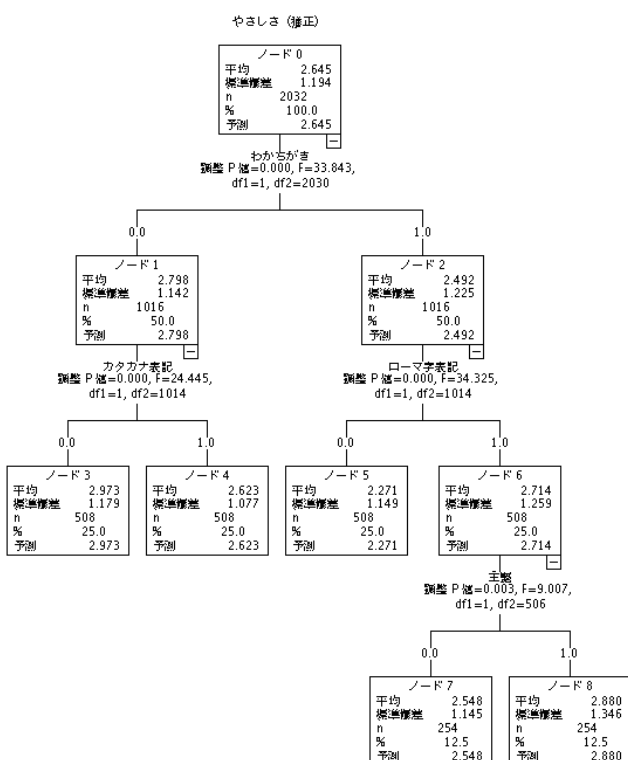 やさしさ
ノード 0
平均 2.645
標準偏差 1.194
n 2032
% 100.0
予測 2.645
わかちがき
調整 P 値=0.000, F=33.843,
df1=1, df2=2030
0.0 1.0
ノード 1
平均 2.798
標準偏差 1.142
n 1016
% 50.0
予測 2.798
ノード 2
平均 2.492
標準偏差 1.225
n 1016
% 50.0
予測 2.492
カタカナ表記
調整 P 値=0.000, F=24.445,
df1=1, df2=1014
ローマ字表記
調整 P 値=0.000, F=34.325,
df1=1, df2=1014
0.0 1.0 0.0 1.0
ノード 3
平均 2.973
標準偏差 1.179
n 508
% 25.0
予測 2.973
ノード 4
平均 2.623
標準偏差 1.077
n 508
% 25.0
予測 2.623
ノード 5
平均 2.271
標準偏差 1.149
n 508
% 25.0
予測 2.271
ノード 6
平均 2.714
標準偏差 1.259
n 508
% 25.0
予測 2.714
調整 P 値=0.003, F=9.007,
df1=1, df2=506
0.0 1.0
ノード 7
平均 2.548
標準偏差 1.145
n 254
% 12.5
予測 2.548
ノード 8
平均 2.880
標準偏差 1.346
n 254
% 12.5
予測 2.880